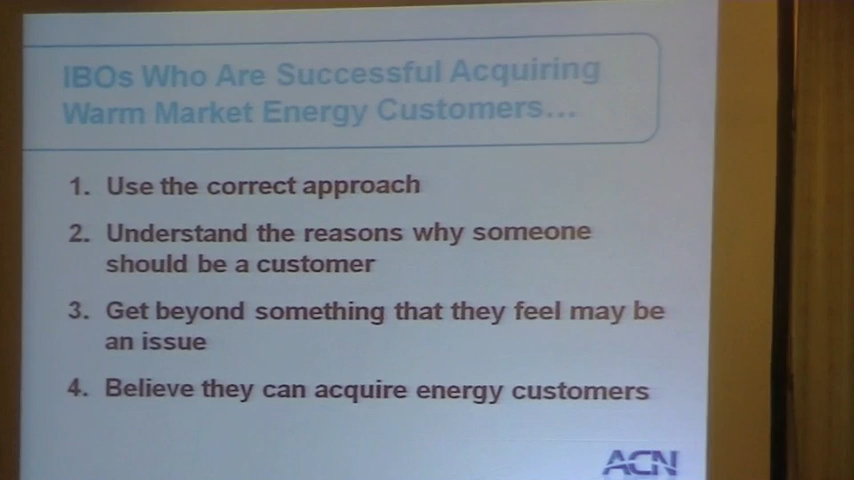 IBOs Who Are Successful Acquiring
Warm Market Energy Customers...
1. Use the correct approach
2. Understand the reasons why someone
should be a customer
3. Get beyond something that they feel may be
an issue
4. Believe they can acquire energy customers
ACN